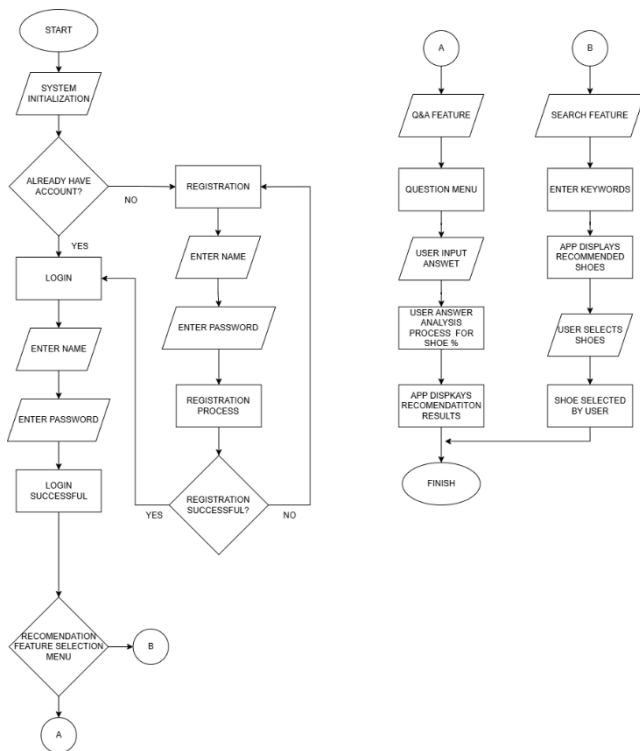 START
SYSTEM
INITIALIZATION
ALREADY HAVE
ACCOUNT?
NO
YES
LOGIN
ENTER NAME
ENTER PASSWORD
LOGIN
SUCCESSFUL
RECOMENDATION
FEATURE SELECTION
MENU
B
A
REGISTRATION
ENTER NAME
ENTER PASSWORD
REGISTRATION
PROCESS
REGISTRATION
SUCCESSFUL?
YES
NO
A
Q&A FEATURE
QUESTION MENU
USER INPUT
ANSWET
USER ANSWER
ANALYSIS
PROCESS FOR
SHOE %
APP DISPKAYS
RECOMENDATITON
RESULTS
FINISH
B
SEARCH FEATURE
ENTER KEYWORDS
APP DISPLAYS
RECOMMENDED
SHOES
USER SELECTS
SHOES
SHOE SELECTED
BY USER